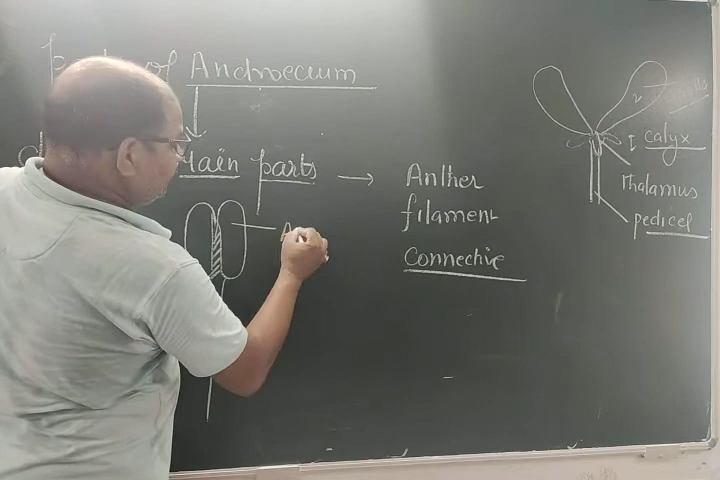 of Androecium
Main parts → Anther
filament
Connective
A
calyx
Thalamus
pedicel